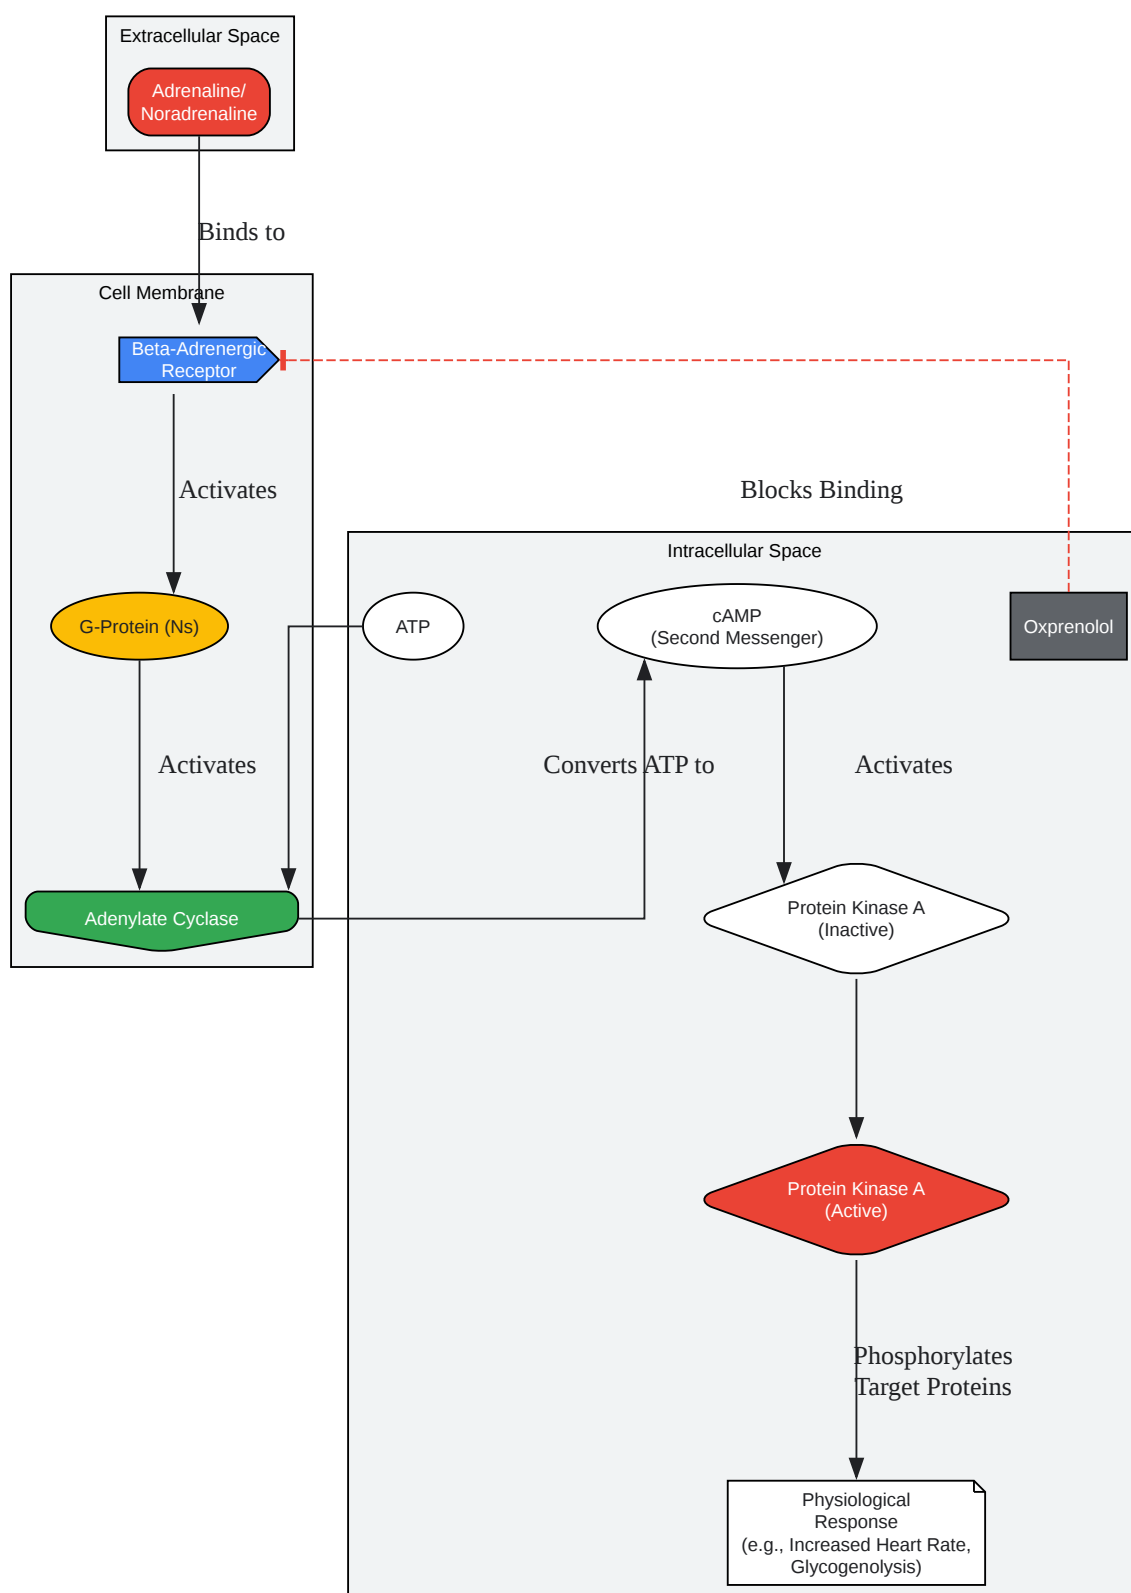 Extracellular Space
Adrenaline/
Noradrenaline
Binds to
Cell Membrane
Beta-Adrenergic
Receptor
Activates
Blocks Binding
Intracellular Space
G-Protein (Ns)
ATP
cAMP
(Second Messenger)
Oxprenolol
Activates
Converts ATP to
Activates
Adenylate Cyclase
Protein Kinase A
(Inactive)
Protein Kinase A
(Active)
Phosphorylates
Target Proteins
Physiological
Response
(e.g., Increased Heart Rate,
Glycogenolysis)